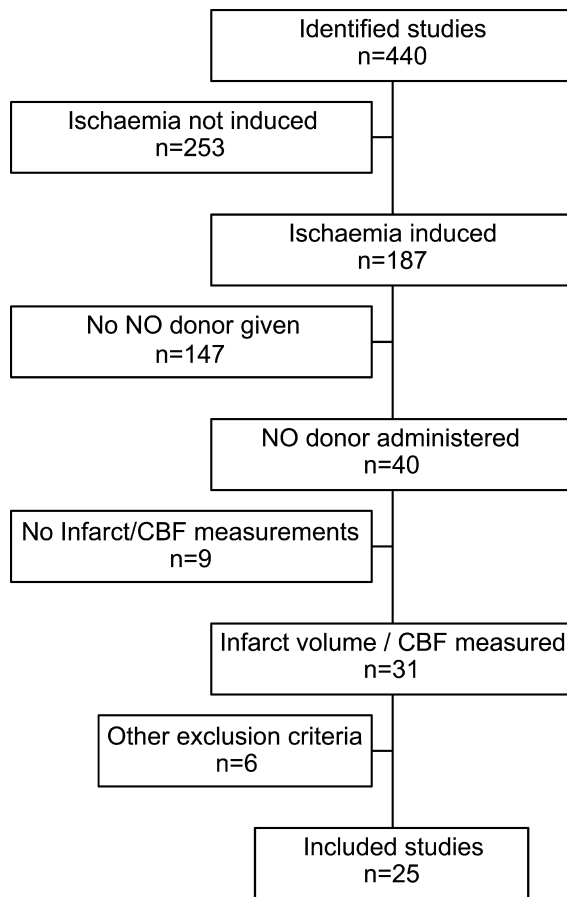 Identified studies
n=440
Ischaemia not induced
n=253
Ischaemia induced
n=187
No NO donor given
n=147
NO donor administered
n=40
No Infarct/CBF measurements
n=9
Infarct volume / CBF measured
n=31
Other exclusion criteria
n=6
Included studies
n=25